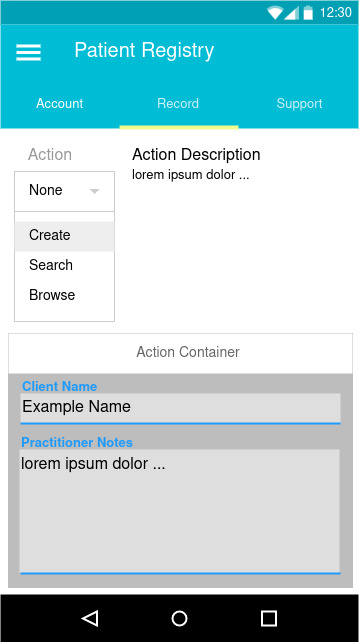 12:30
Patient Registry
Account
Record
Support
Action
None
Create
Search
Browse
Action Description
lorem ipsum dolor ...
Action Container
Client Name
Example Name
Practitioner Notes
lorem ipsum dolor ...